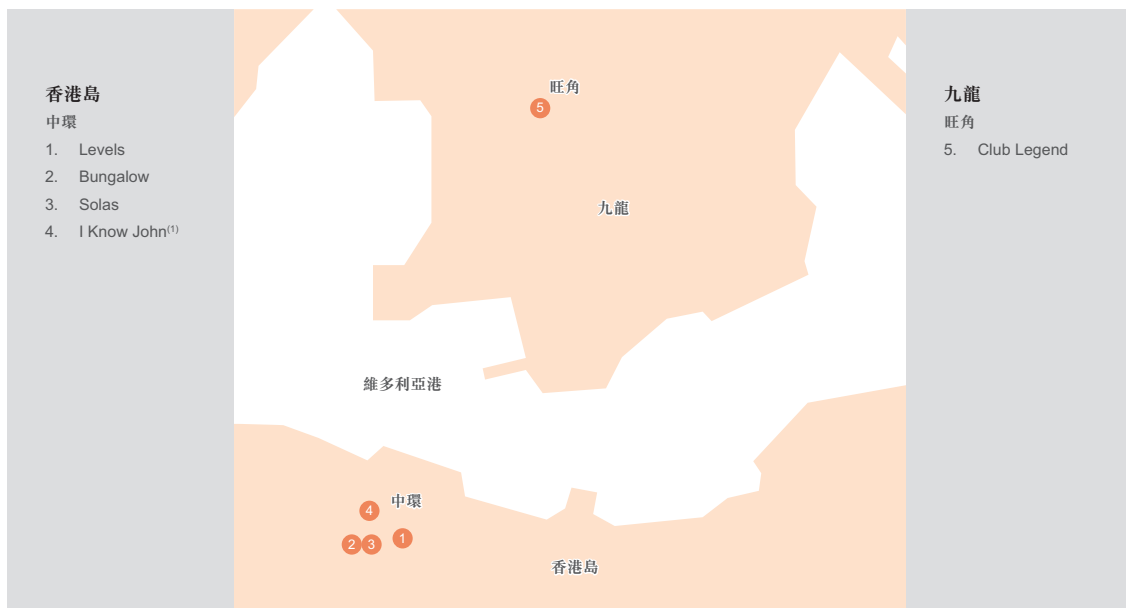 香港島
中環
1. Levels
2. Bungalow
3. Solas
4. I Know John(1)
旺角
5
九龍
維多利亞港
中環
4
2 3 1
香港島
九龍
旺角
5. Club Legend